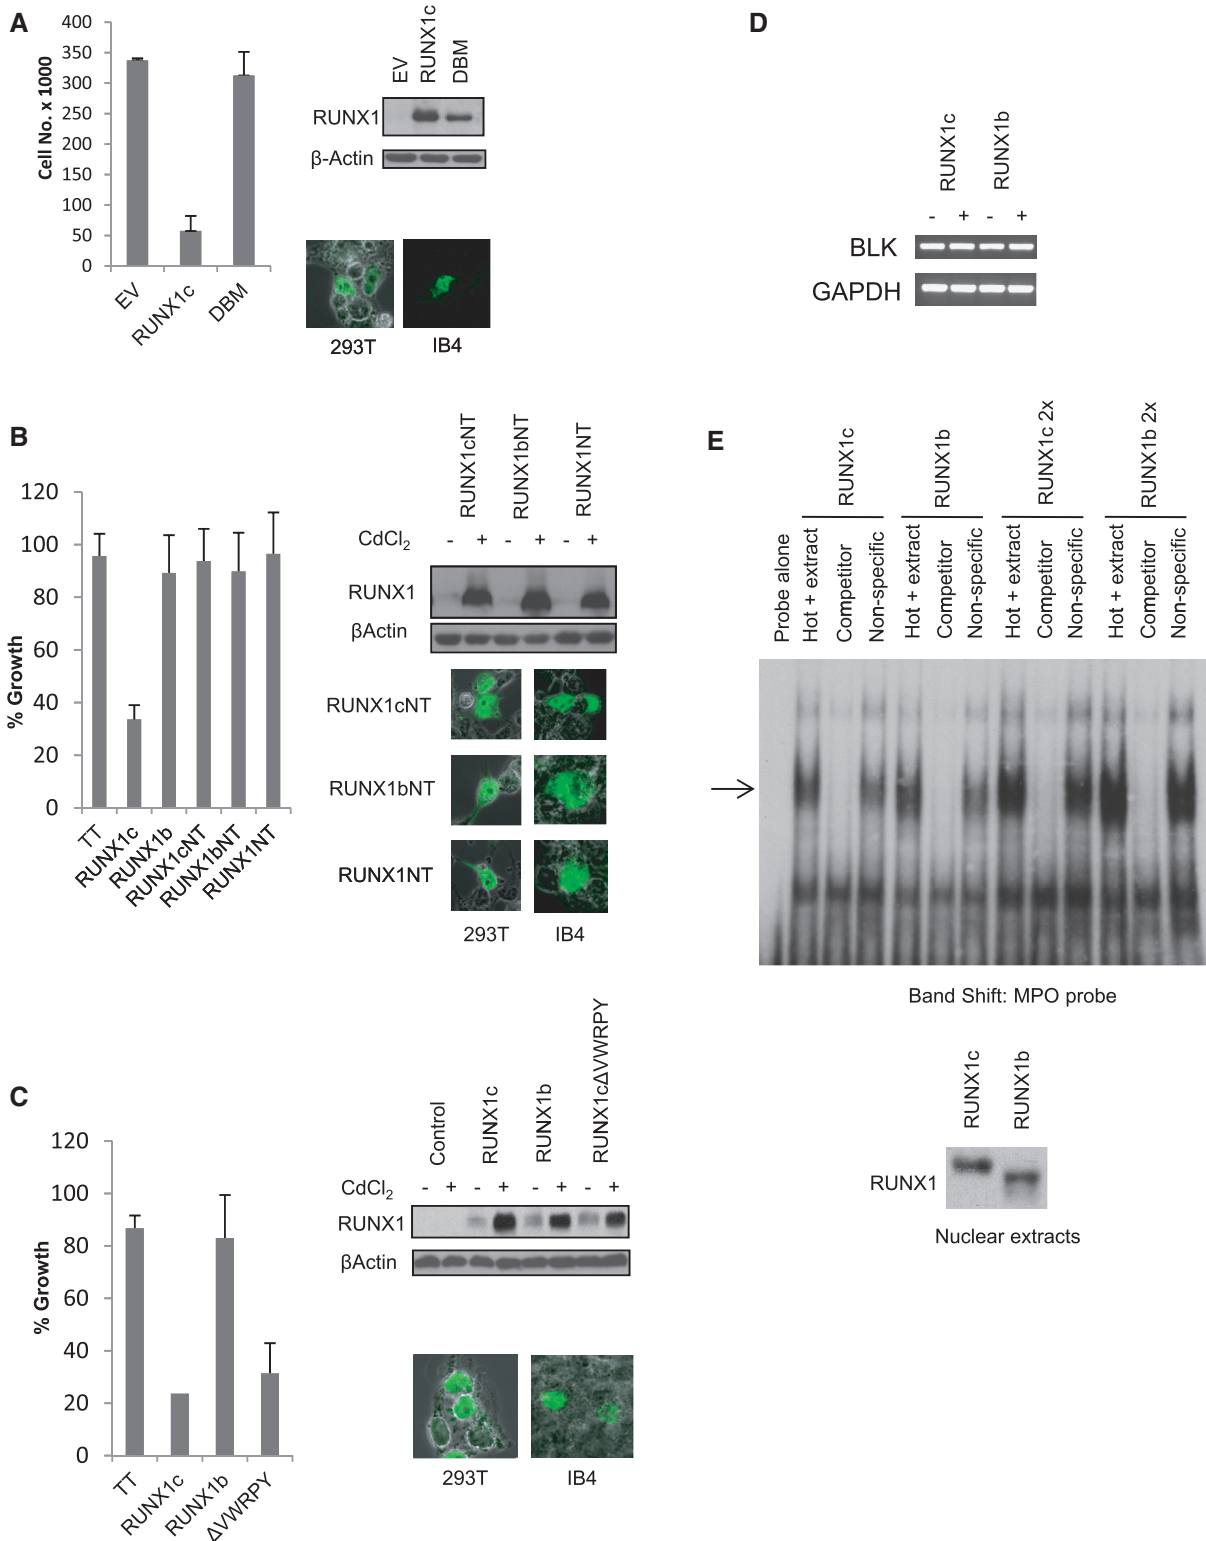 A
Cell No. x 1000
400
350
300
250
200
150
100
50
0
EV
RUNX1c
DBM
EV
RUNX1c
DBM
RUNX1
β-Actin
293T
IB4
B
% Growth
120
100
80
60
40
20
0
TT
RUNX1c
RUNX1b
RUNX1cNT
RUNX1bNT
RUNX1NT
RUNX1cNT
RUNX1bNT
RUNX1NT
CdCl2 - + - + - +
RUNX1
βActin
RUNX1cNT
RUNX1bNT
RUNX1NT
293T
IB4
C
% Growth
120
100
80
60
40
20
0
TT
RUNX1c
RUNX1b
ΔVWRPY
Control
RUNX1c
RUNX1b
RUNX1cΔVWRPY
CdCl2 - + - + - + - +
RUNX1
βActin
293T
IB4
D
RUNX1c
RUNX1b
- + - +
BLK
GAPDH
E
RUNX1c
RUNX1b
RUNX1c 2x
RUNX1b 2x
Probe alone
Hot + extract
Competitor
Non-specific
Hot + extract
Competitor
Non-specific
Hot + extract
Competitor
Non-specific
Hot + extract
Competitor
Non-specific
Band Shift: MPO probe
RUNX1c
RUNX1b
RUNX1
Nuclear extracts